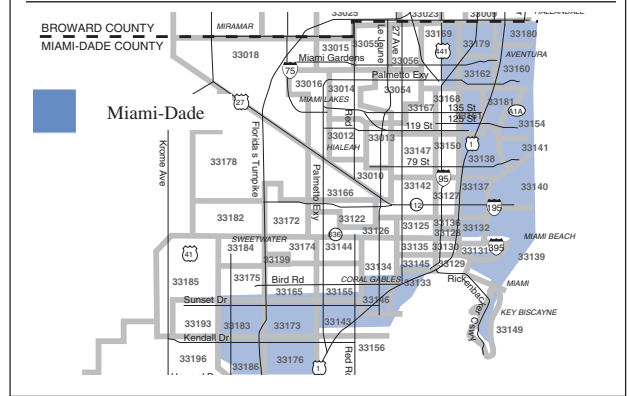 33025
33023
33009
HALLANDALE
BROWARD COUNTY
MIRAMAR
33169
33180
MIAMI-DADE COUNTY
33015
33055
Le Jeune
27 Ave
441
33179
33018
Miami Gardens
33056
AVENTURA
75
Palmetto Exy
33162
33160
33016
33014
33054
27
MIAMI LAKES
33168
33181
Miami-Dade
Red
33167
135 St
125 St
A1A
119 St
33154
33012
33013
Krome Ave
Florida s Turnpike
HIALEAH
33147
33150
1
33141
33178
79 St
33138
33010
95
Palmetto Exy
33166
33142
33137
33140
33127
112
195
33182
33172
33122
33126
33125
33136
33132
33128
MIAMI BEACH
SWEETWATER
836
41
33184
33174
33144
33135
33130
33131
395
33139
33199
33134
33145
33129
33185
33175
Bird Rd
CORAL GABLES
33133
MIAMI
33165
33155
33146
Rickenbacker Cswy
Sunset Dr
KEY BISCAYNE
33193
33183
33173
33143
33149
Kendall Dr
33156
33196
33176
Red Rd
33186
1